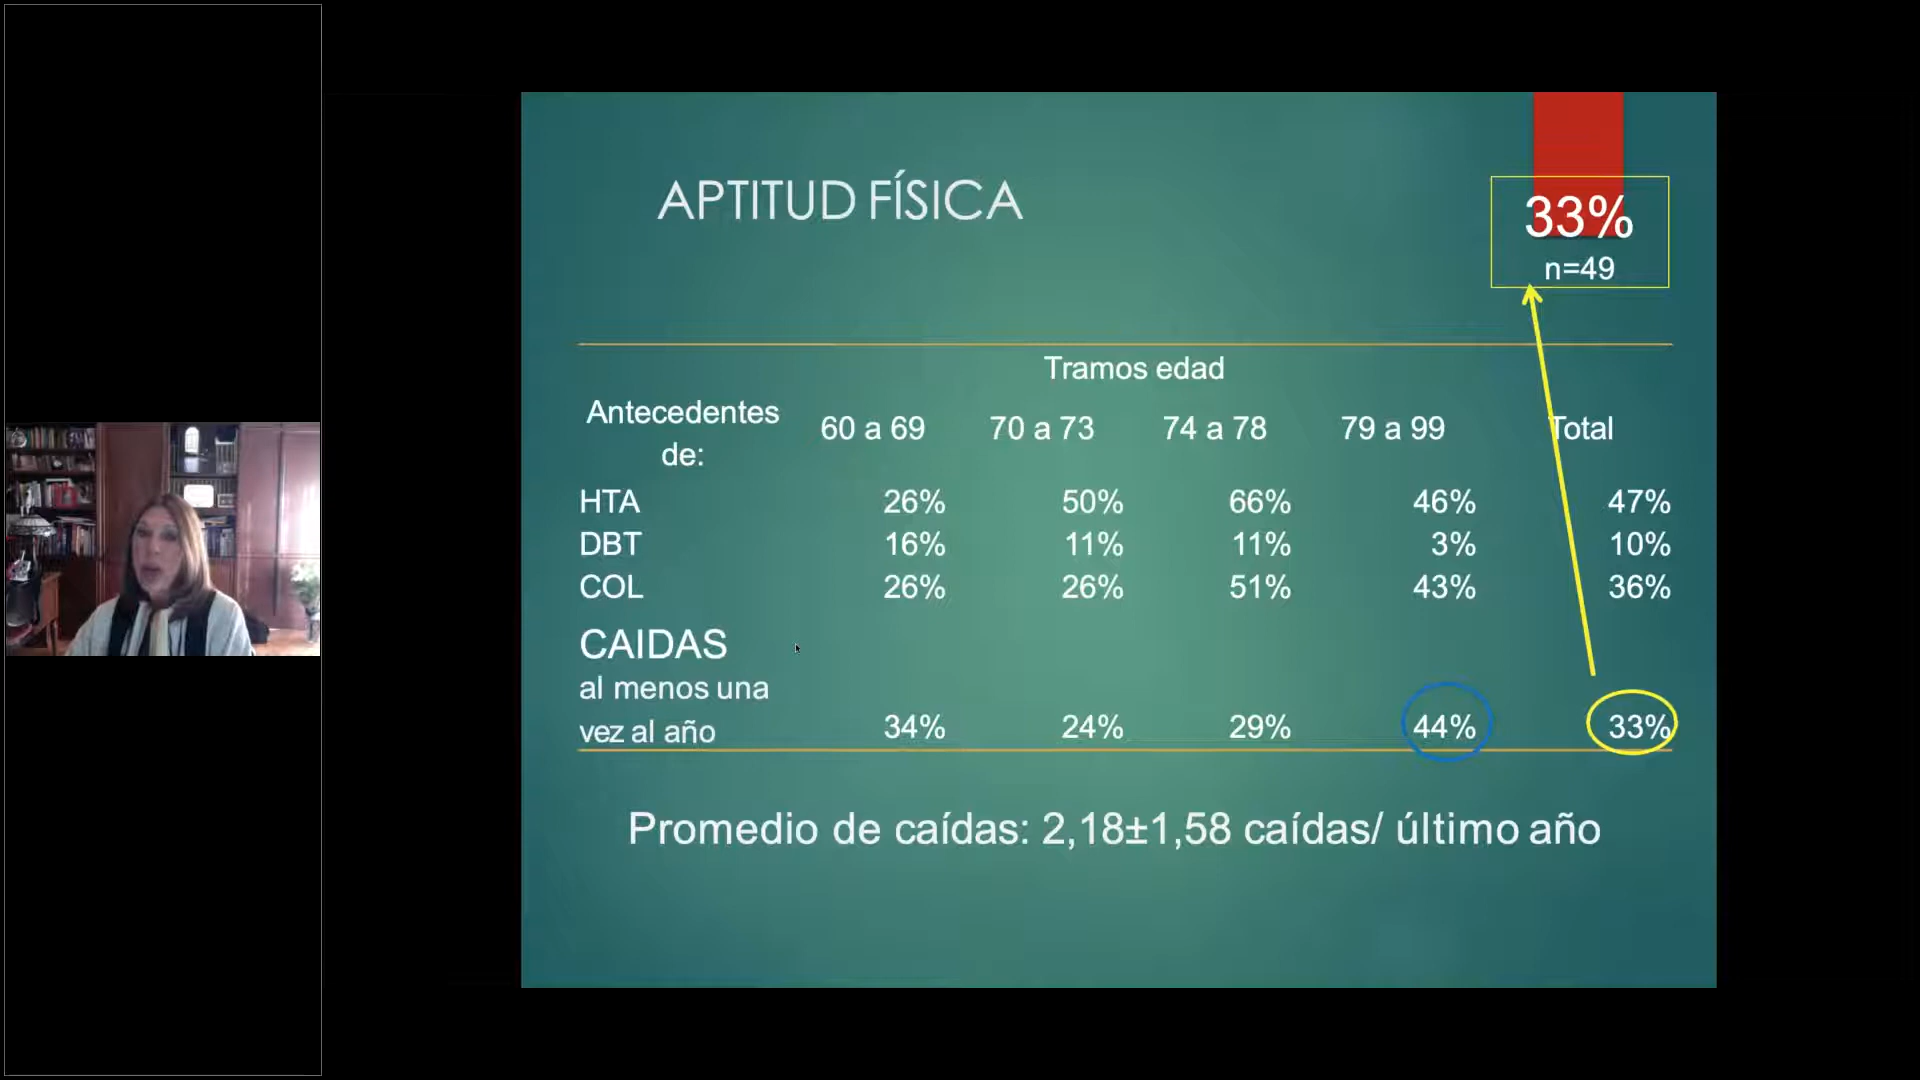 APTITUD FÍSICA
33%
n=49
Tramos edad
Antecedentes de: 60 a 69 70 a 73 74 a 78 79 a 99 Total
HTA 26% 50% 66% 46% 47%
DBT 16% 11% 11% 3% 10%
COL 26% 26% 51% 43% 36%
CAIDAS
al menos una
vez al año 34% 24% 29% 44% 33%
Promedio de caídas: 2,18±1,58 caídas/ último año